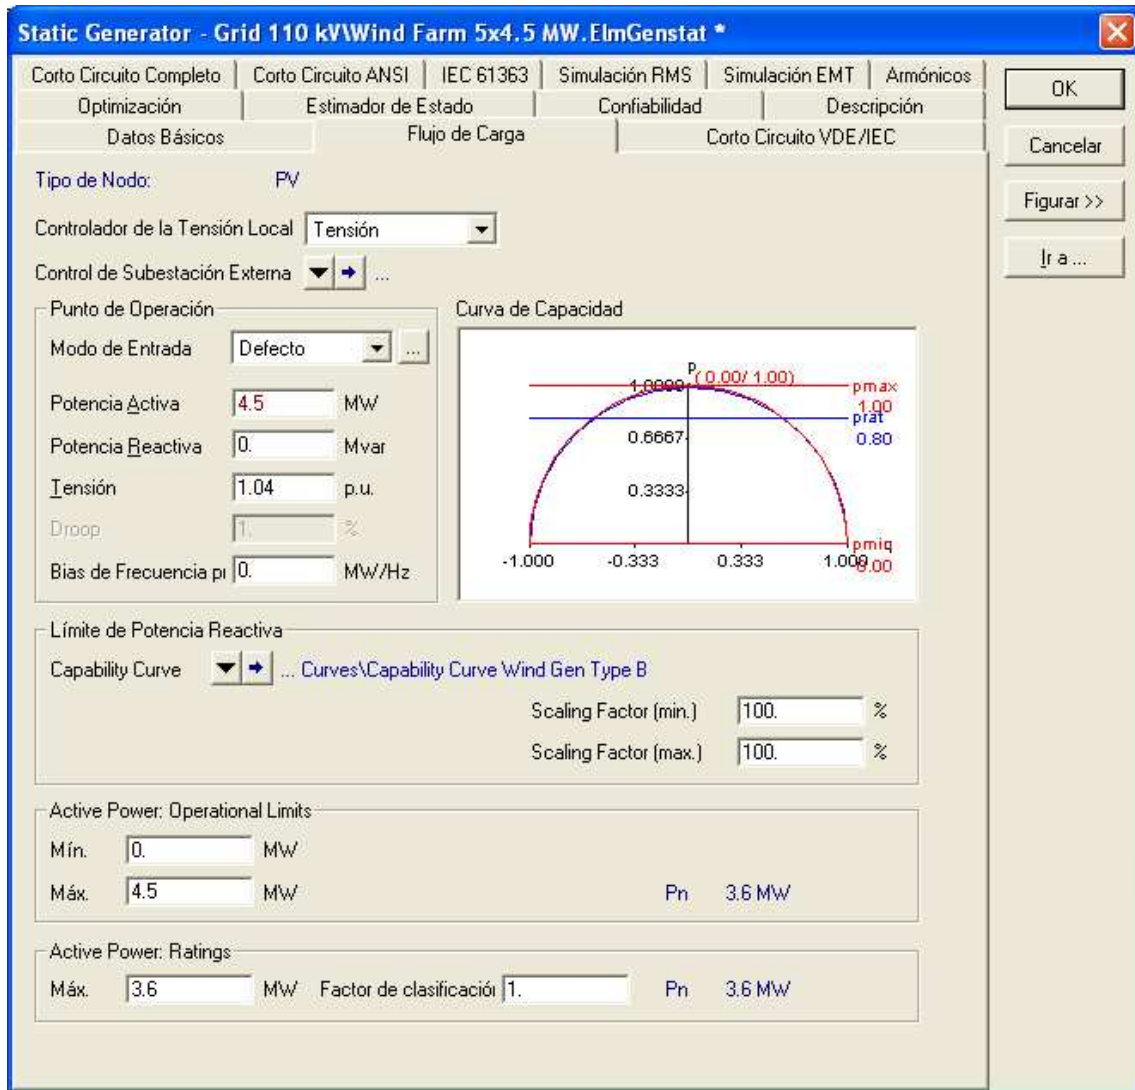 Static Generator - Grid 110 kV\Wind Farm 5x4.5 MW.ElmGenstat *
Corto Circuito Completo Corto Circuito ANSI IEC 61363 Simulación RMS Simulación EMT Armónicos
Optimización Estimador de Estado Confiabilidad Descripción
Datos Básicos Flujo de Carga Corto Circuito VDE/IEC
OK
Cancelar
Figurar >>
Ir a ...
Tipo de Nodo: PV
Controlador de la Tensión Local Tensión
Control de Subestación Externa ...
Punto de Operación
Modo de Entrada Defecto ...
Potencia Activa 4.5 MW
Potencia Reactiva 0. Mvar
Tensión 1.04 p.u.
Droop 1. %
Bias de Frecuencia pi 0. MW/Hz
Curva de Capacidad
p
(0.00/ 1.00)
1.0000
pmax
1.00
prat
0.80
0.6667
0.3333
-1.000 -0.333 0.333 1.000
0.00
Límite de Potencia Reactiva
Capability Curve ... Curves\Capability Curve Wind Gen Type B
Scaling Factor (min.) 100. %
Scaling Factor (max.) 100. %
Active Power: Operational Limits
Mín. 0. MW
Máx. 4.5 MW Pn 3.6 MW
Active Power: Ratings
Máx. 3.6 MW Factor de clasificación 1. Pn 3.6 MW